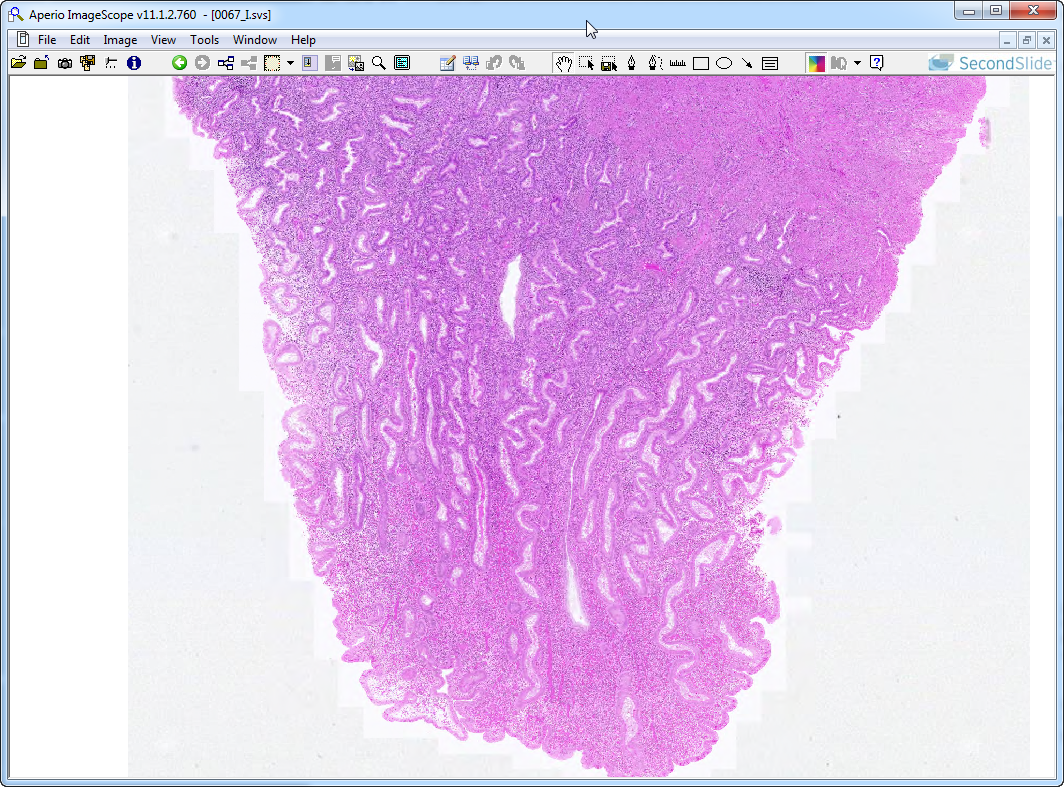 Aperio ImageScope v11.1.2.760 - [0067_I.svs]
File Edit Image View Tools Window Help
SecondSlide